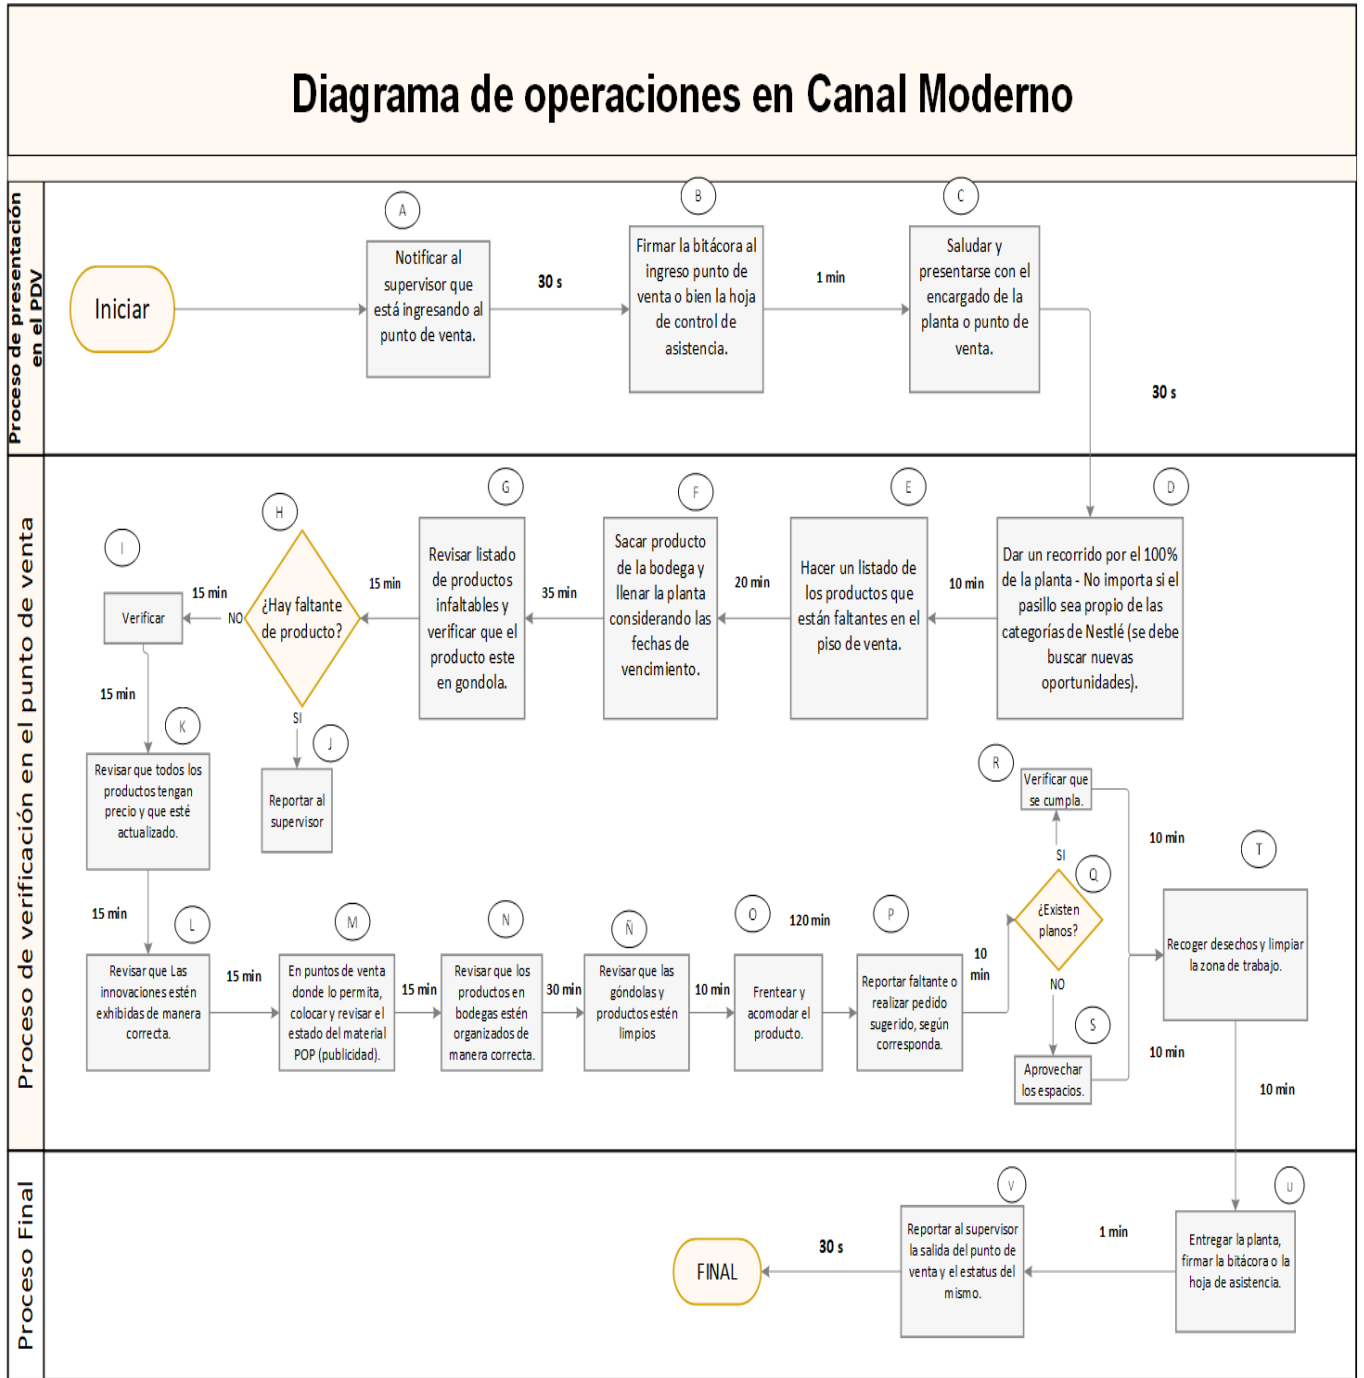 Diagrama de operaciones en Canal Moderno
Proceso de presentación
en el PDV
Iniciar
A
Notificar al
supervisor que
está ingresando al
punto de venta.
30 s
B
Firmar la bitácora al
ingreso punto de
venta o bien la hoja
de control de
asistencia.
1 min
C
Saludar y
presentarse con el
encargado de la
planta o punto de
venta.
30 s
Proceso de verificación en el punto de venta
D
Dar un recorrido por el 100%
de la planta - No importa si el
pasillo sea propio de las
categorías de Nestlé (se debe
buscar nuevas
oportunidades).
10 min
E
Hacer un listado de
los productos que
están faltantes en el
piso de venta.
20 min
F
Sacar producto
de la bodega y
llenar la planta
considerando las
fechas de
vencimiento.
35 min
G
Revisar listado
de productos
infaltables y
verificar que el
producto este
en gondola.
15 min
H
¿Hay faltante
de producto?
NO
15 min
I
Verificar
SI
J
Reportar al
supervisor
15 min
K
Revisar que todos los
productos tengan
precio y que esté
actualizado.
15 min
L
Revisar que Las
innovaciones estén
exhibidas de manera
correcta.
15 min
M
En puntos de venta
donde lo permita,
colocar y revisar el
estado del material
POP (publicidad).
15 min
N
Revisar que los
productos en
bodegas estén
organizados de
manera correcta.
30 min
Ñ
Revisar que las
góndolas y
productos estén
limpios
10 min
O
Frentear y
acomodar el
producto.
120 min
P
Reportar faltante o
realizar pedido
sugerido, según
corresponda.
10
min
Q
¿Existen
planos?
SI
R
Verificar que
se cumpla.
10 min
NO
S
Aprovechar
los espacios.
10 min
T
Recoger desechos y limpiar
la zona de trabajo.
10 min
Proceso Final
U
Entregar la planta,
firmar la bitácora o la
hoja de asistencia.
1 min
V
Reportar al supervisor
la salida del punto de
venta y el estatus del
mismo.
30 s
FINAL